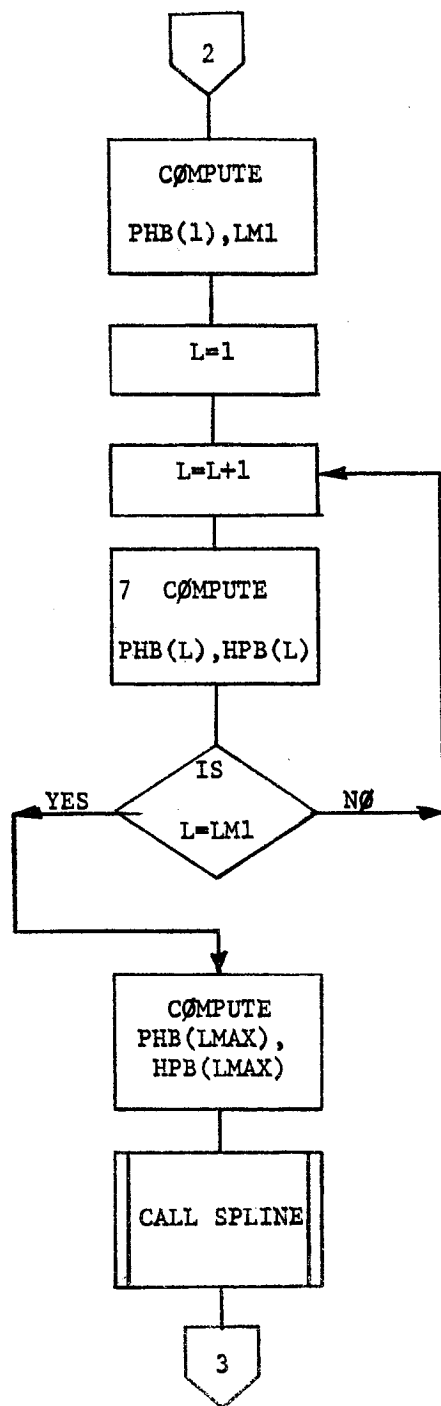 2
CØMPUTE
PHB(1),LM1
L=1
L=L+1
7 CØMPUTE
PHB(L),HPB(L)
IS
L=LM1
YES
NØ
CØMPUTE
PHB(LMAX),
HPB(LMAX)
CALL SPLINE
3